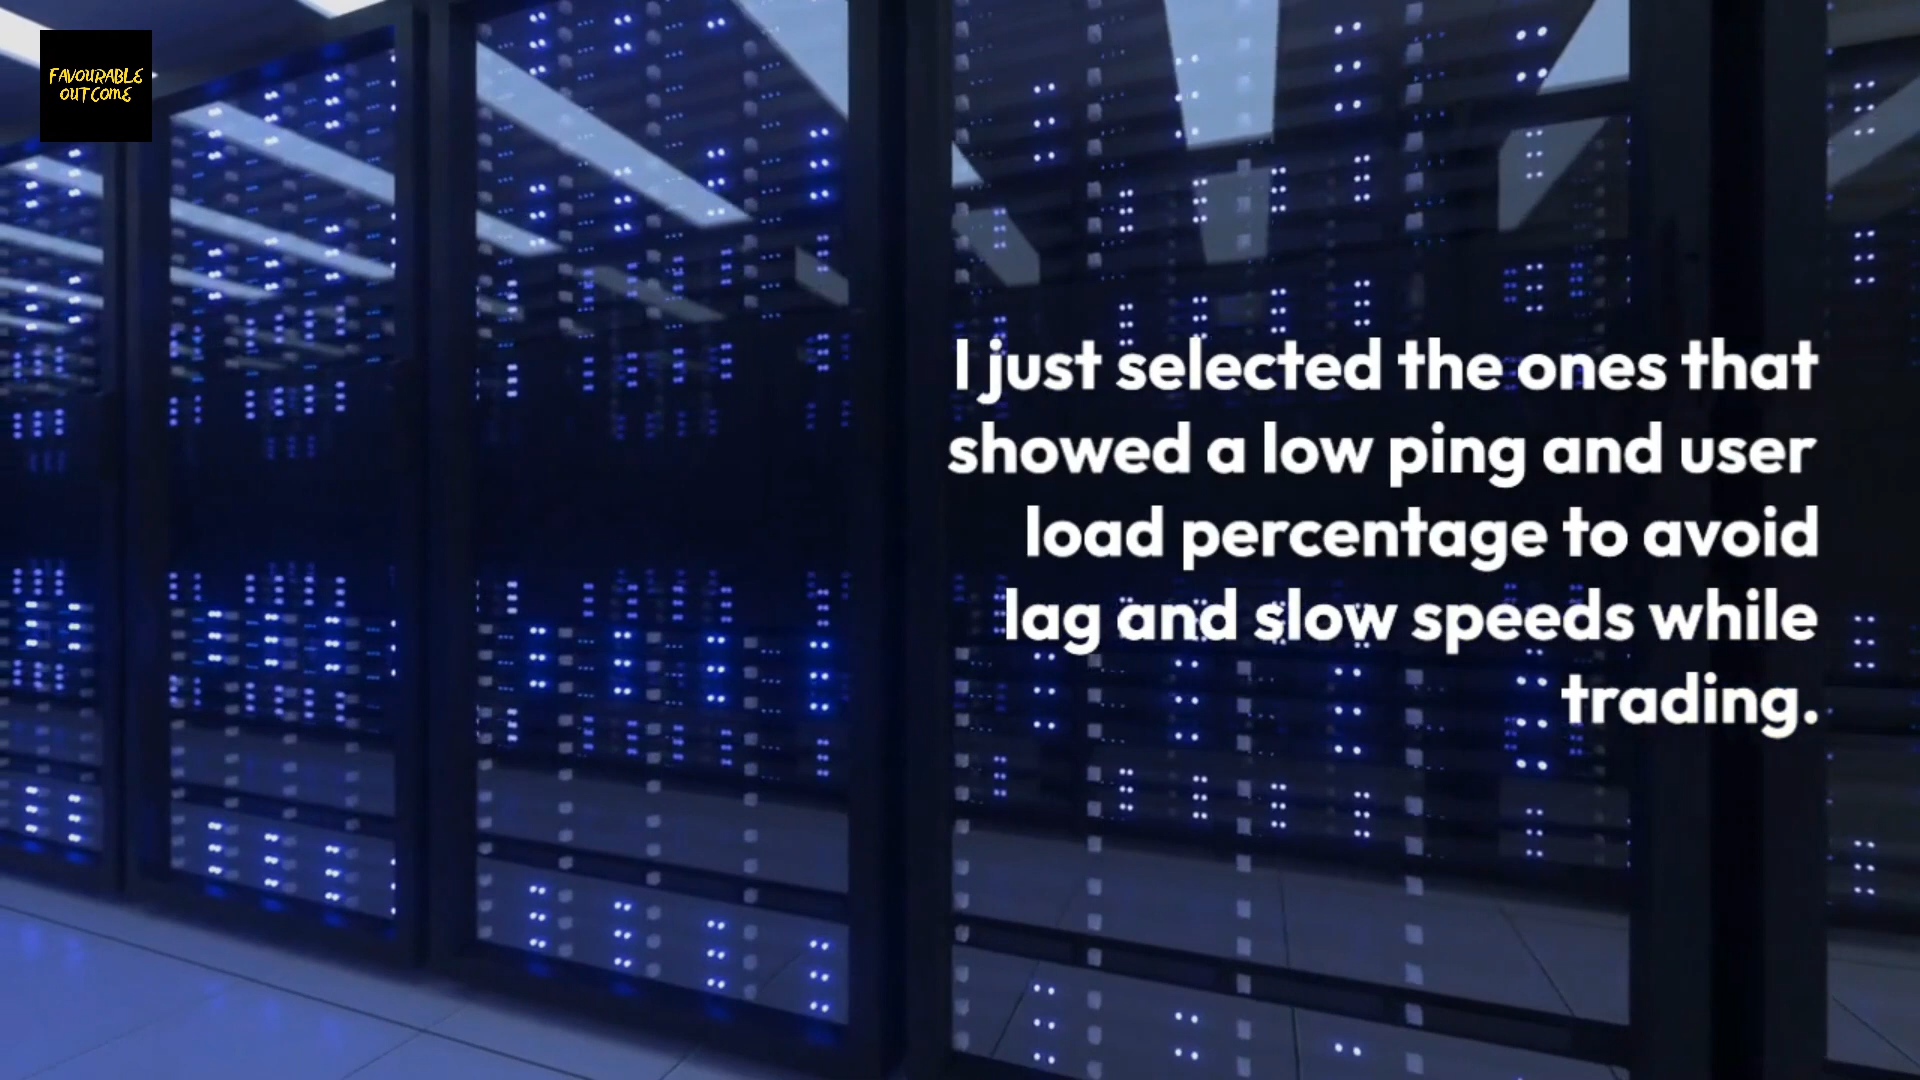 FAVOURABLE
OUTCOME
I just selected the ones that
showed a low ping and user
load percentage to avoid
lag and slow speeds while
trading.